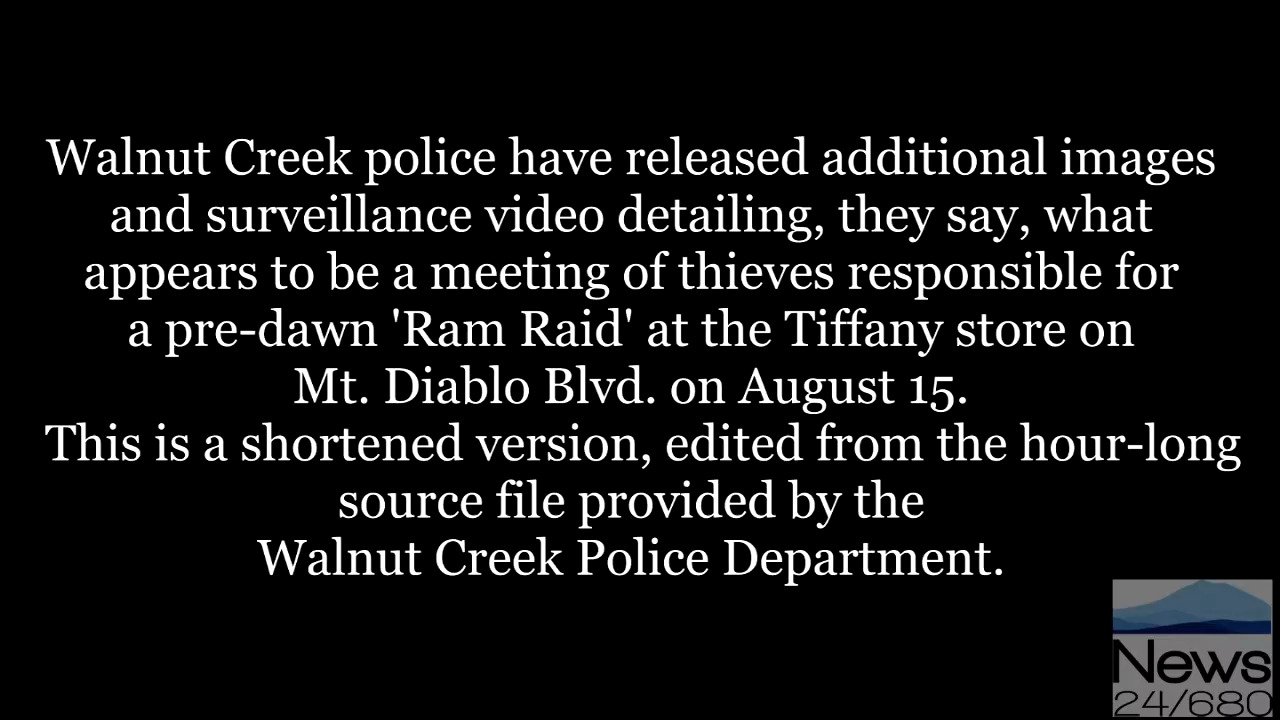 Walnut Creek police have released additional images
and surveillance video detailing, they say, what
appears to be a meeting of thieves responsible for
a pre-dawn 'Ram Raid' at the Tiffany store on
Mt. Diablo Blvd. on August 15.
This is a shortened version, edited from the hour-long
source file provided by the
Walnut Creek Police Department.
News
24/680